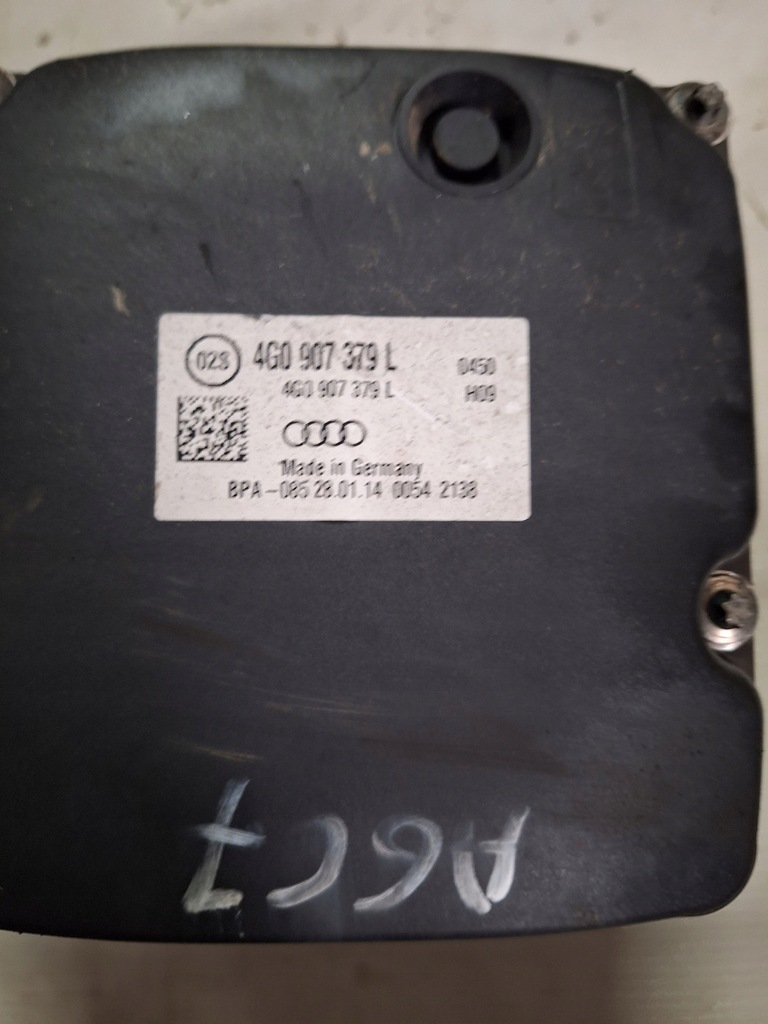 023 4G0 907 379 L 0450
4G0 907 379 L H09
Made in Germany
BPA-085 28.01.14 0054 2138
A6C7